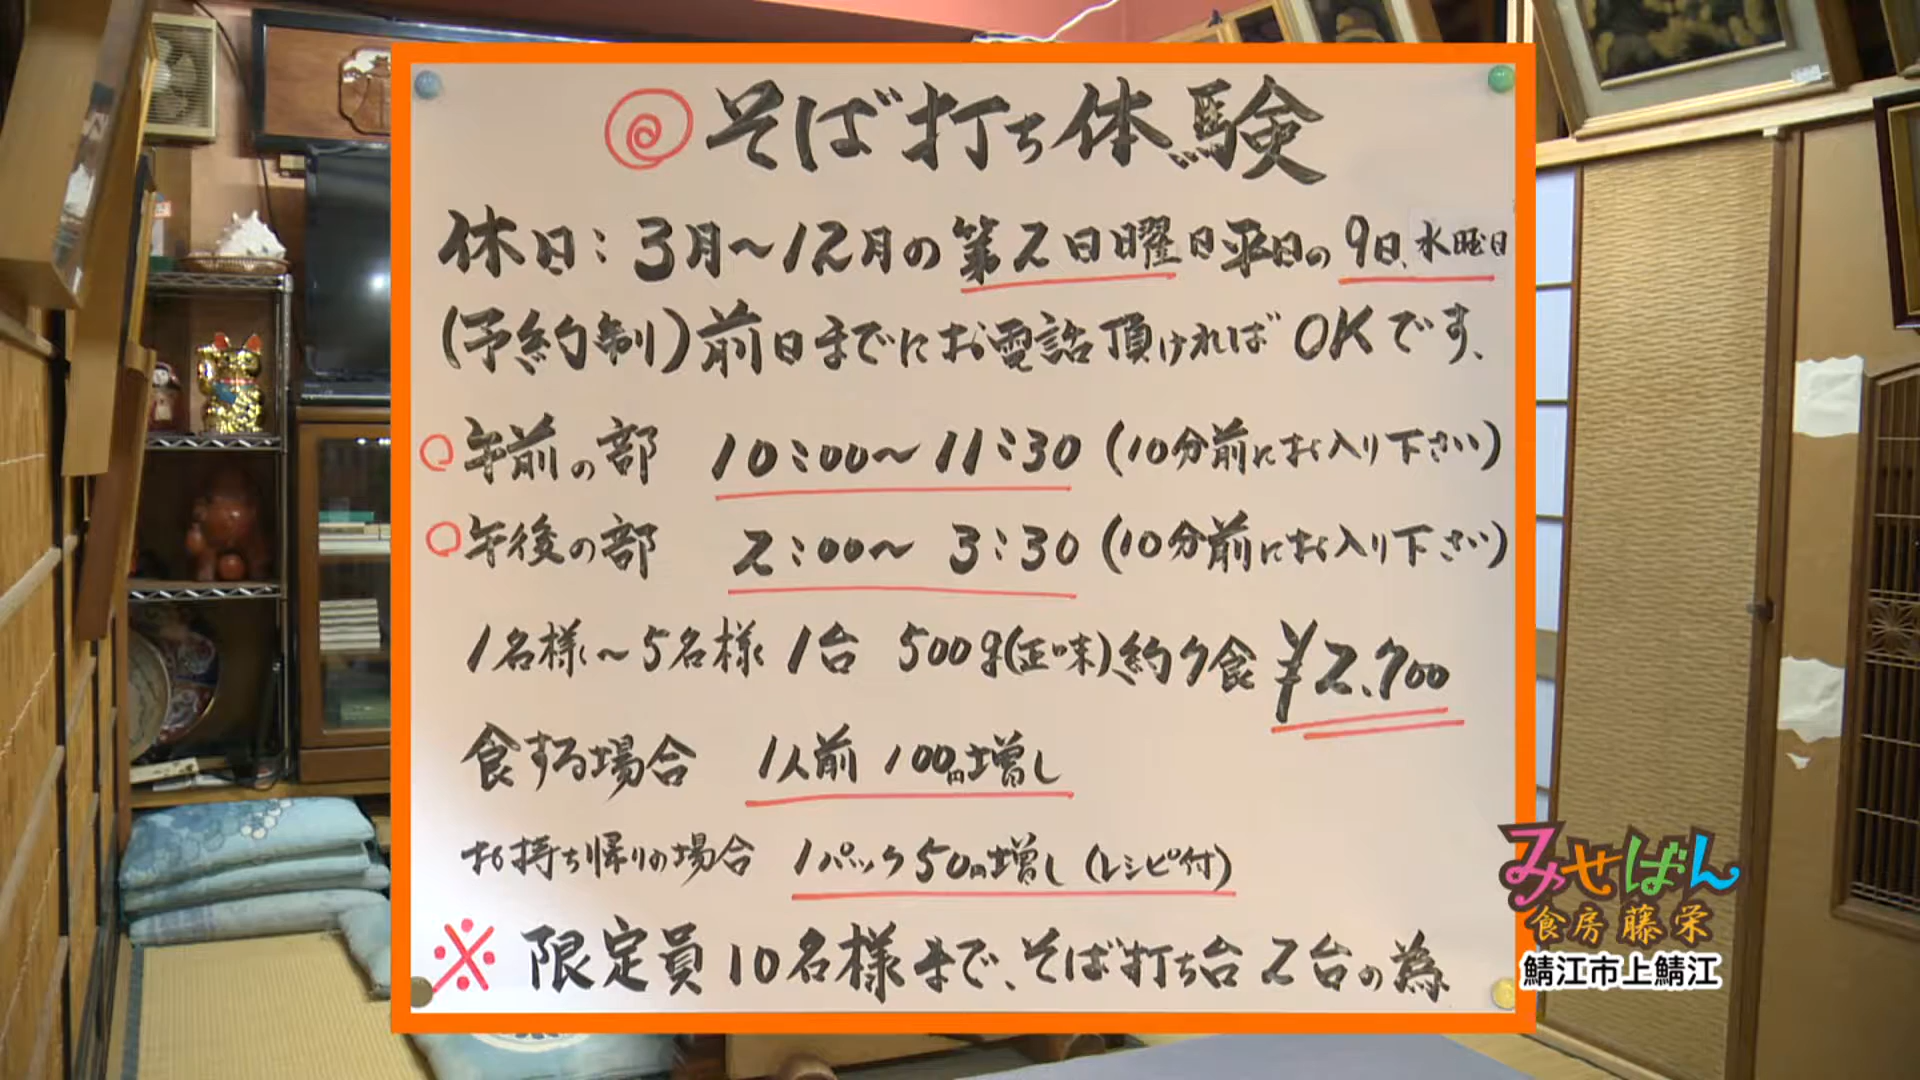 そば打ち体験
休日：3月～12月の第2日曜日平日の9日、水曜日
(予約制)前日までにお電話頂ければOKです、
午前の部 10：00～11：30 (10分前にお入り下さい)
午後の部 2：00～3：30 (10分前にお入り下さい)
1名様～5名様 1台 500g(正味)約7食 ¥2,700
食する場合 1人前 100円増し
お持ち帰りの場合 1パック50円増し(レシピ付)
※限定員10名様まで、そば打ち台2台の為
みせばん
食房 藤栄
鯖江市上鯖江